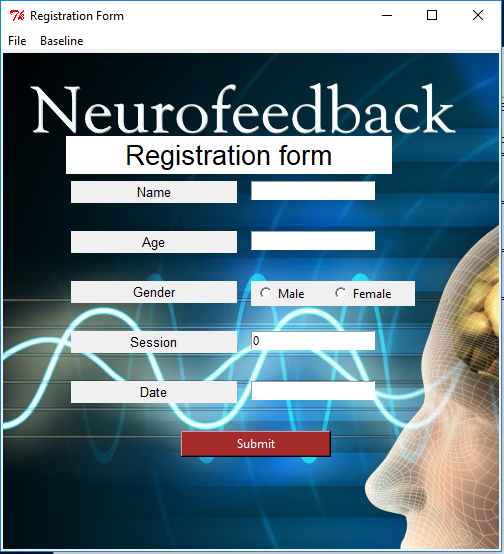 Registration Form
File Baseline
Neurofeedback
Registration form
Name
Age
Gender Male Female
Session 0
Date
Submit